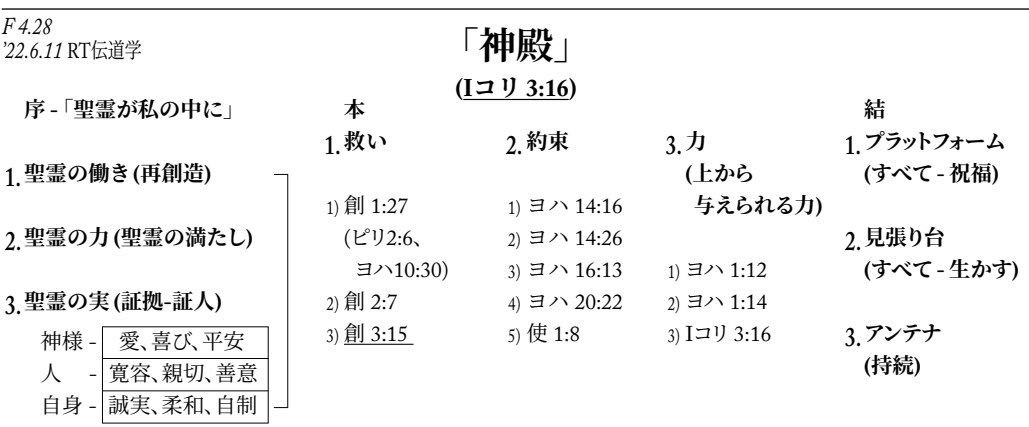 F 4.28
'22.6.11 RT伝道学
「神殿」
(Iコリ 3:16)
序 -「聖霊が私の中に」
1. 聖霊の働き (再創造)
2. 聖霊の力 (聖霊の満たし)
3. 聖霊の実 (証拠-証人)
神様 - 愛、喜び、平安
人 - 寛容、親切、善意
自身 - 誠実、柔和、自制
本
1. 救い
1) 創 1:27
(ピリ2:6、
ヨハ10:30)
2) 創 2:7
3) 創 3:15
2. 約束
1) ヨハ 14:16
2) ヨハ 14:26
3) ヨハ 16:13
4) ヨハ 20:22
5) 使 1:8
3. 力
(上から
与えられる力)
1) ヨハ 1:12
2) ヨハ 1:14
3) Iコリ 3:16
結
1. プラットフォーム
(すべて - 祝福)
2. 見張り台
(すべて - 生かす)
3. アンテナ
(持続)